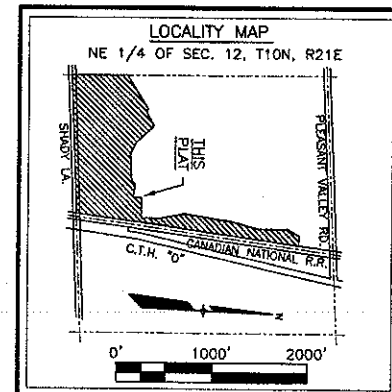 LOCALITY MAP
NE 1/4 OF SEC. 12, T10N, R21E
SHADY LA.
THIS
PLAT
PLEASANT VALLEY RD.
CANADIAN NATIONAL R.R.
C.T.H. "O"
N
0' 1000' 2000'